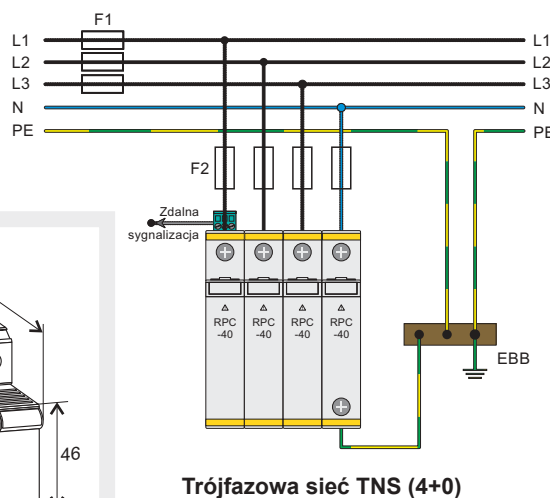 F1
L1 L1
L2 L2
L3 L3
N N
PE PE
F2
Zdalna
sygnalizacja
RPC RPC RPC RPC
-40 -40 -40 -40
EBB
46
Trójfazowa sieć TNS (4+0)